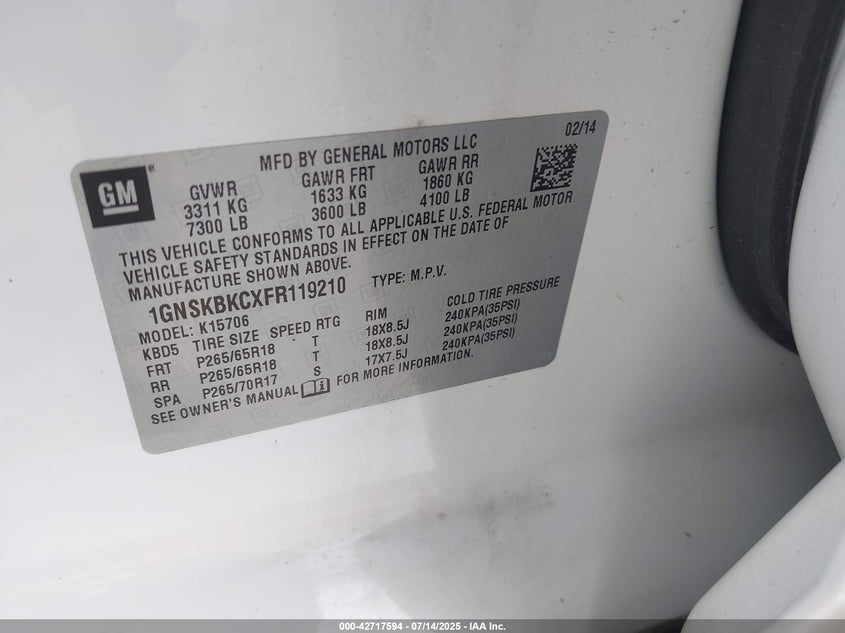 02/14
MFD BY GENERAL MOTORS LLC
GM®
GVWR GAWR FRT GAWR RR
3311 KG 1633 KG 1860 KG
7300 LB 3600 LB 4100 LB
THIS VEHICLE CONFORMS TO ALL APPLICABLE U.S. FEDERAL MOTOR
VEHICLE SAFETY STANDARDS IN EFFECT ON THE DATE OF
MANUFACTURE SHOWN ABOVE.
1GNSKBKCXFR119210 TYPE: M.P.V.
MODEL: K15706
KBD5 TIRE SIZE SPEED RTG RIM COLD TIRE PRESSURE
FRT P265/65R18 T 18X8.5J 240KPA(35PSI)
RR P265/65R18 T 18X8.5J 240KPA(35PSI)
SPA P265/70R17 S 17X7.5J 240KPA(35PSI)
SEE OWNER'S MANUAL FOR MORE INFORMATION.
000-42717594 - 07/14/2025 - IAA Inc.